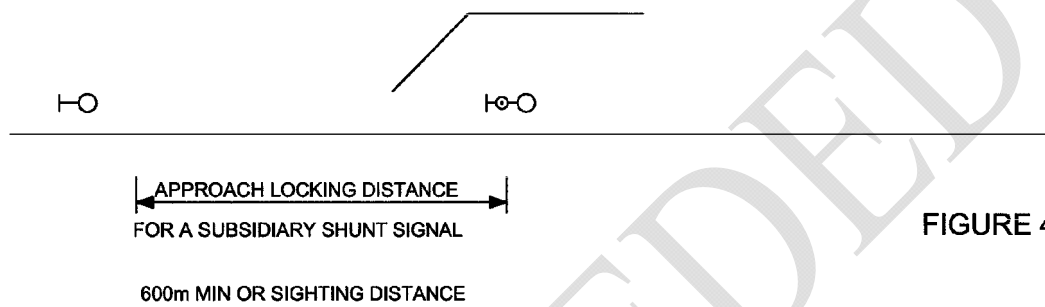 APPROACH LOCKING DISTANCE
FOR A SUBSIDIARY SHUNT SIGNAL
FIGURE 4
600m MIN OR SIGHTING DISTANCE